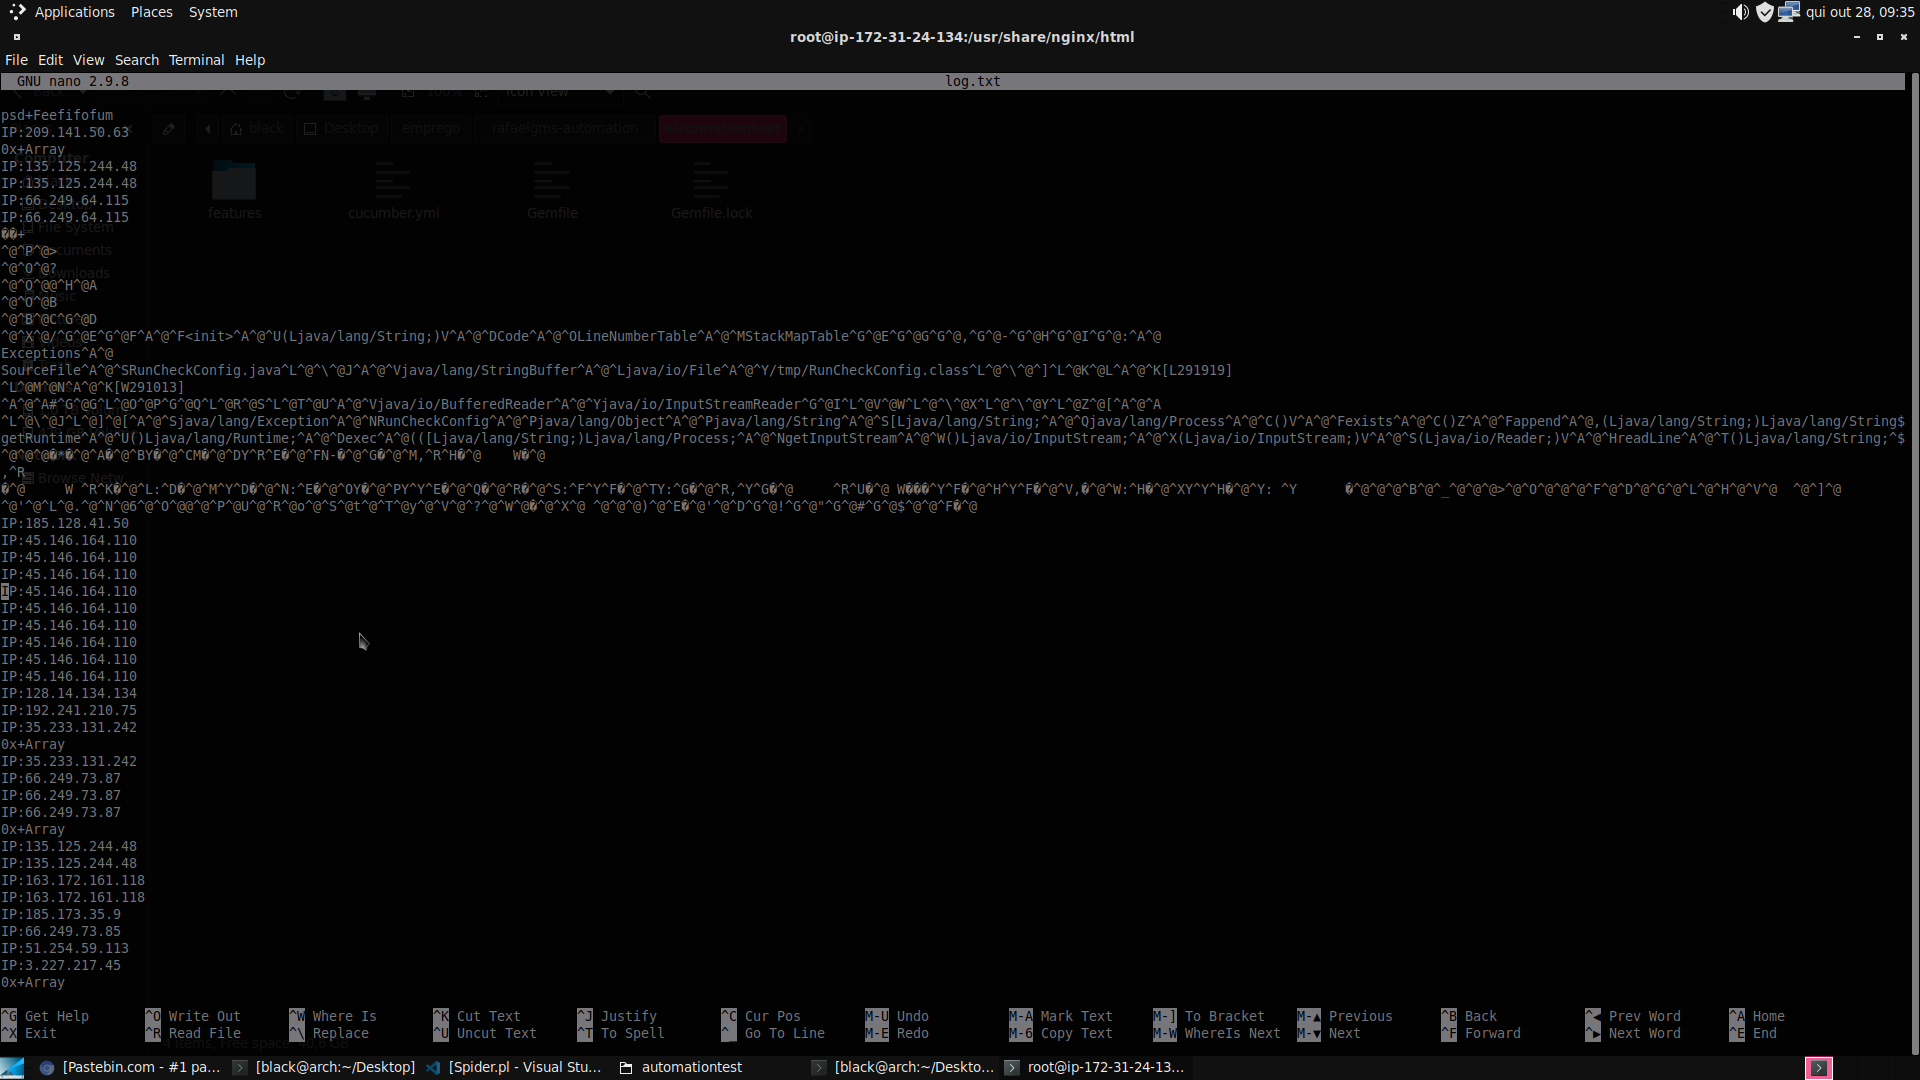 Applications Places System
qui out 28, 09:35
root@ip-172-31-24-134:/usr/share/nginx/html
File Edit View Search Terminal Help
GNU nano 2.9.8 log.txt
psd+Feefifofum
IP:209.141.50.63
0x+Array
IP:135.125.244.48
IP:135.125.244.48
IP:66.249.64.115
IP:66.249.64.115
��+
^@^P^@>
^@^O^@?
^@^O^@@^H^@A
^@^O^@B
^@^B^@C^G^@D
^@^X^@/^G^@E^G^@F^A^@^F<init>^A^@^U(Ljava/lang/String;)V^A^@^DCode^A^@^OLineNumberTable^A^@^MStackMapTable^G^@E^G^@G^G^@,^G^@-^G^@H^G^@I^G^@:^A^@
Exceptions^A^@
SourceFile^A^@^SRunCheckConfig.java^L^@^\^@J^A^@^Vjava/lang/StringBuffer^A^@^Ljava/io/File^A^@^Y/tmp/RunCheckConfig.class^L^@^\^@^]^L^@K^@L^A^@^K[L291919]
^L^@M^@N^A^@^K[W291013]
^A^@^A#^G^@G^L^@O^@P^G^@Q^L^@R^@S^L^@T^@U^A^@^Vjava/io/BufferedReader^A^@^Yjava/io/InputStreamReader^G^@I^L^@V^@W^L^@^\^@X^L^@^\^@Y^L^@Z^@[^A^@^A
^L^@^\^@J^L^@]^@[^A^@^Sjava/lang/Exception^A^@^NRunCheckConfig^A^@^Pjava/lang/Object^A^@^Pjava/lang/String^A^@^S[Ljava/lang/String;^A^@^Qjava/lang/Process^A^@^C()V^A^@^Fexists^A^@^C()Z^A^@^Fappend^A^@,(Ljava/lang/String;)Ljava/lang/String$
getRuntime^A^@^U()Ljava/lang/Runtime;^A^@^Dexec^A^@(([Ljava/lang/String;)Ljava/lang/Process;^A^@^NgetInputStream^A^@^W()Ljava/io/InputStream;^A^@^X(Ljava/io/InputStream;)V^A^@^S(Ljava/io/Reader;)V^A^@^HreadLine^A^@^T()Ljava/lang/String;^$
^@^@^@�*�^@^A�^@^BY�^@^CM�^@^DY^R^E�^@^FN-�^@^G�^@^M,^R^H�^@ W�^@
,^R
�^@ W ^R^K�^@^L:^D�^@^M^Y^D�^@^N:^E�^@^OY�^@^PY^Y^E�^@^Q�^@^R�^@^S:^F^Y^F�^@^TY:^G�^@^R,^Y^G�^@ ^R^U�^@ W���^Y^F�^@^H^Y^F�^@^V,�^@^W:^H�^@^XY^Y^H�^@^Y: ^Y �^@^@^@^B^@^_^@^@^@>^@^O^@^@^@^F^@^D^@^G^@^L^@^H^@^V^@ ^@^]^@
^@'^@^L^@.^@^N^@6^@^O^@@^@^P^@U^@^R^@o^@^S^@t^@^T^@y^@^V^@^?^@^W^@�^@^X^@ ^@^@^@)^@^E�^@'^@^D^G^@!^G^@"^G^@#^G^@$^@^@^F�^@
IP:185.128.41.50
IP:45.146.164.110
IP:45.146.164.110
IP:45.146.164.110
IP:45.146.164.110
IP:45.146.164.110
IP:45.146.164.110
IP:45.146.164.110
IP:45.146.164.110
IP:45.146.164.110
IP:128.14.134.134
IP:192.241.210.75
IP:35.233.131.242
0x+Array
IP:35.233.131.242
IP:66.249.73.87
IP:66.249.73.87
IP:66.249.73.87
0x+Array
IP:135.125.244.48
IP:135.125.244.48
IP:163.172.161.118
IP:163.172.161.118
IP:185.173.35.9
IP:66.249.73.85
IP:51.254.59.113
IP:3.227.217.45
0x+Array
black Desktop emprego rafaelgms-automation
features cucumber.yml Gemfile Gemfile.lock
^G Get Help ^O Write Out ^W Where Is ^K Cut Text ^J Justify ^C Cur Pos M-U Undo M-A Mark Text M-] To Bracket M-▲ Previous ^B Back ^◄ Prev Word ^A Home
^X Exit ^R Read File ^\ Replace ^U Uncut Text ^T To Spell ^_ Go To Line M-E Redo M-6 Copy Text M-W WhereIs Next M-▼ Next ^F Forward ^► Next Word ^E End
[Pastebin.com - #1 pa... [black@arch:~/Desktop] [Spider.pl - Visual Stu... automationtest [black@arch:~/Deskto... root@ip-172-31-24-13...